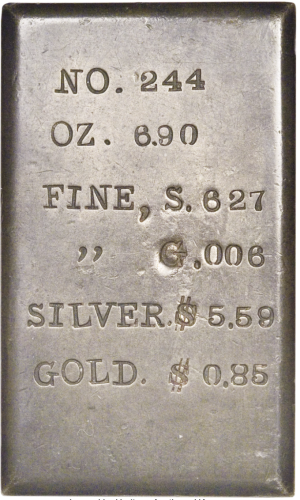 NO. 244
OZ. 6.90
FINE, S. 627
” G .006
SILVER. $ 5.59
GOLD. $ 0.85